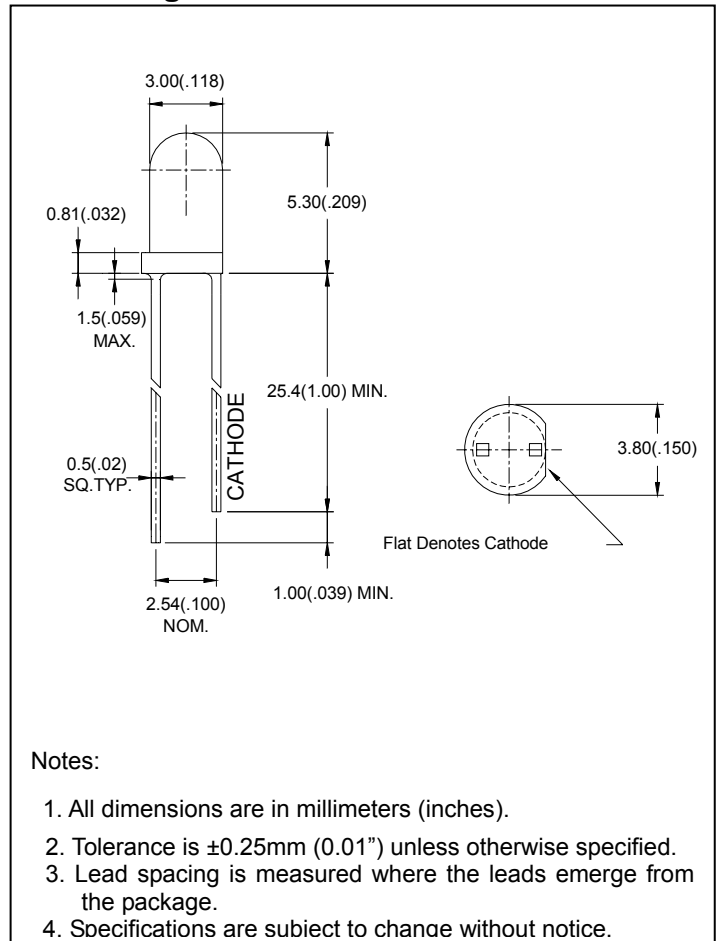 3.00(.118)
5.30(.209)
0.81(.032)
1.5(.059)
MAX.
25.4(1.00) MIN.
CATHODE
0.5(.02)
SQ.TYP.
3.80(.150)
Flat Denotes Cathode
1.00(.039) MIN.
2.54(.100)
NOM.
Notes:
1. All dimensions are in millimeters (inches).
2. Tolerance is ±0.25mm (0.01”) unless otherwise specified.
3. Lead spacing is measured where the leads emerge from
the package.
4. Specifications are subject to change without notice.